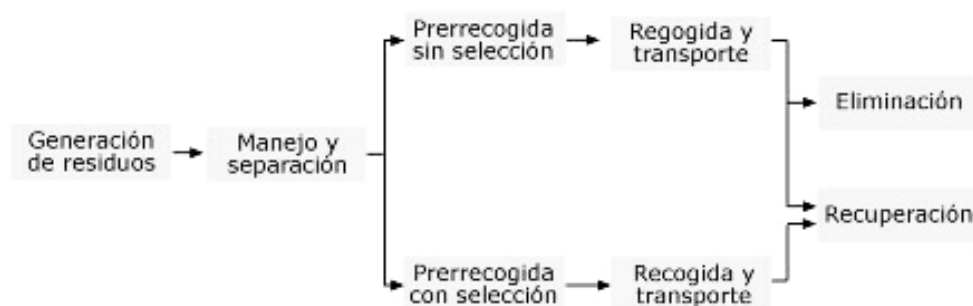 Prerrecogida
sin selección
Regogida y
transporte
Eliminación
Generación
de residuos
Manejo y
separación
Recuperación
Prerrecogida
con selección
Recogida y
transporte